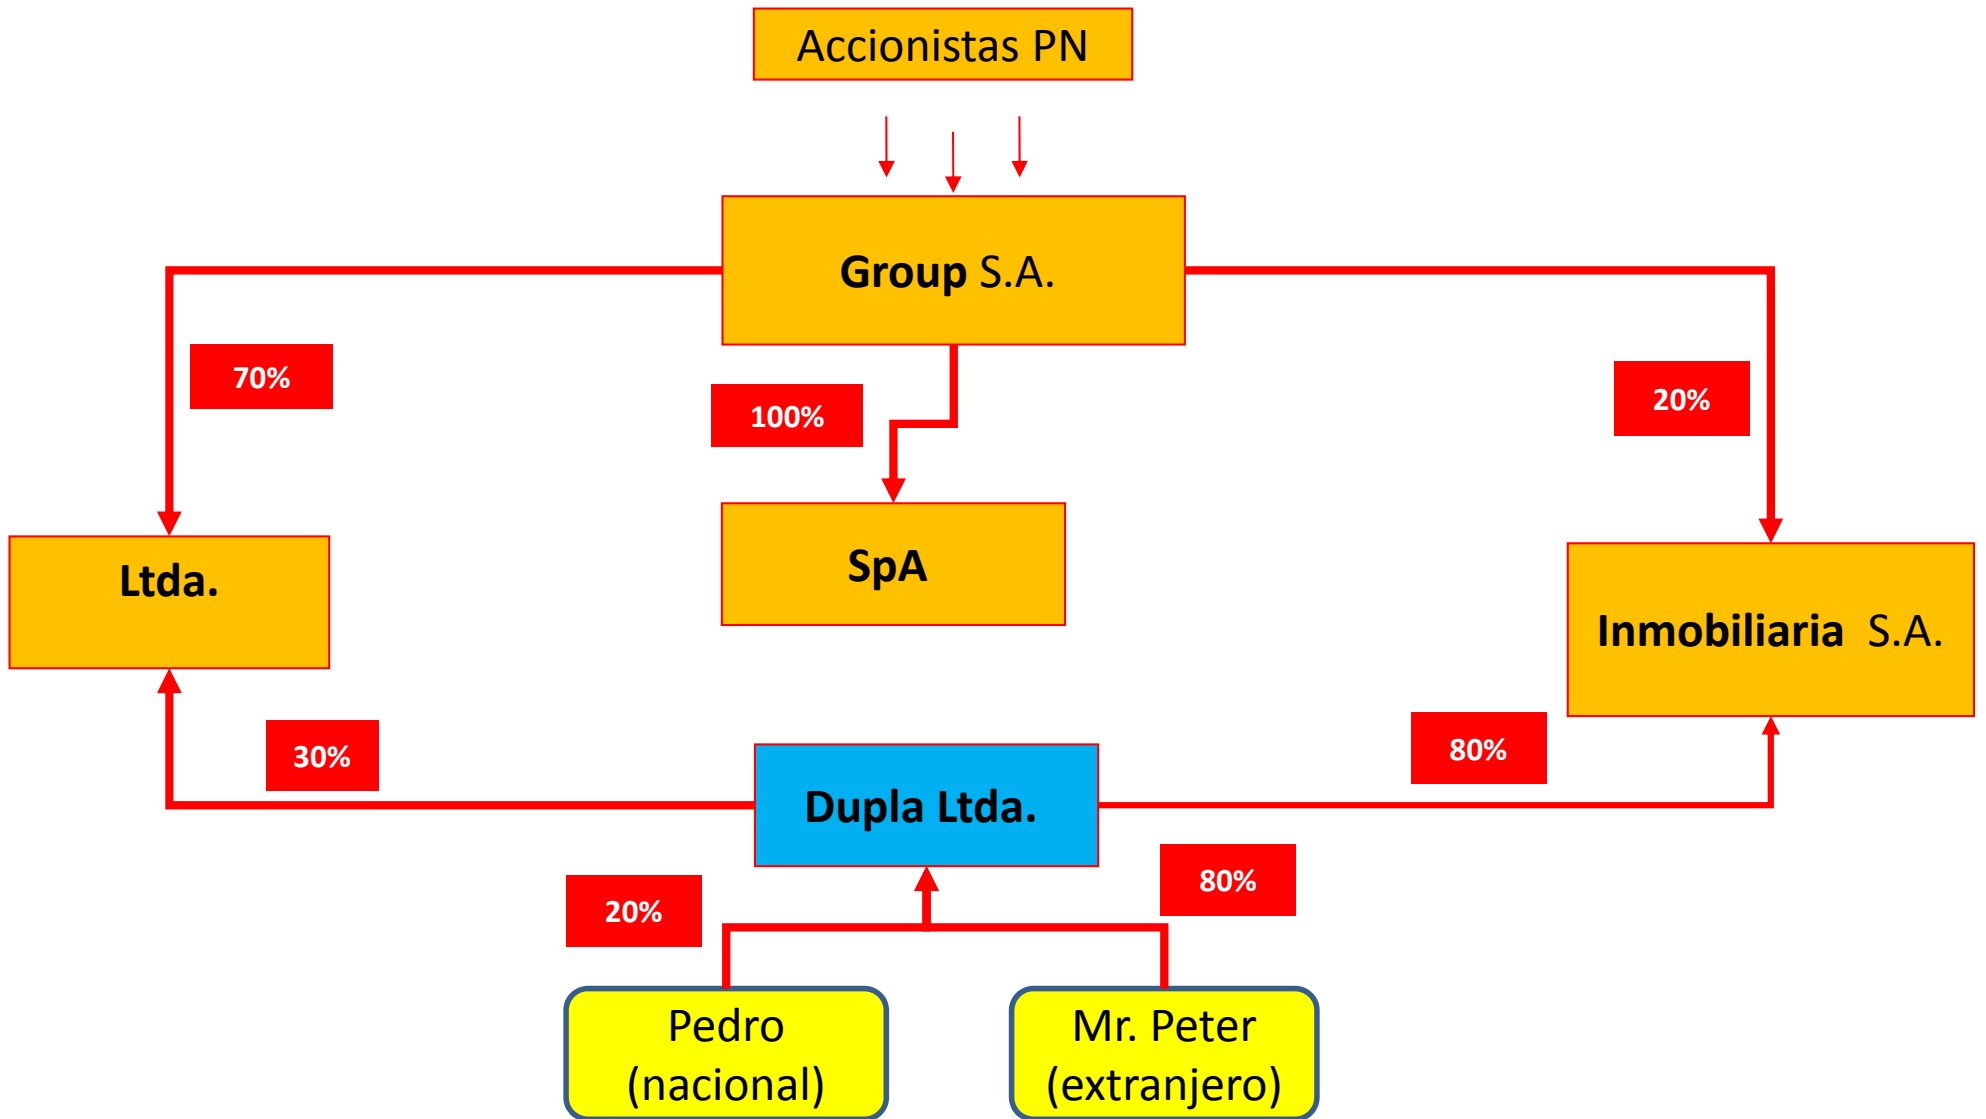 Accionistas PN
Group S.A.
70%
100%
20%
Ltda.
SpA
Inmobiliaria S.A.
30%
Dupla Ltda.
80%
20%
80%
Pedro
(nacional)
Mr. Peter
(extranjero)